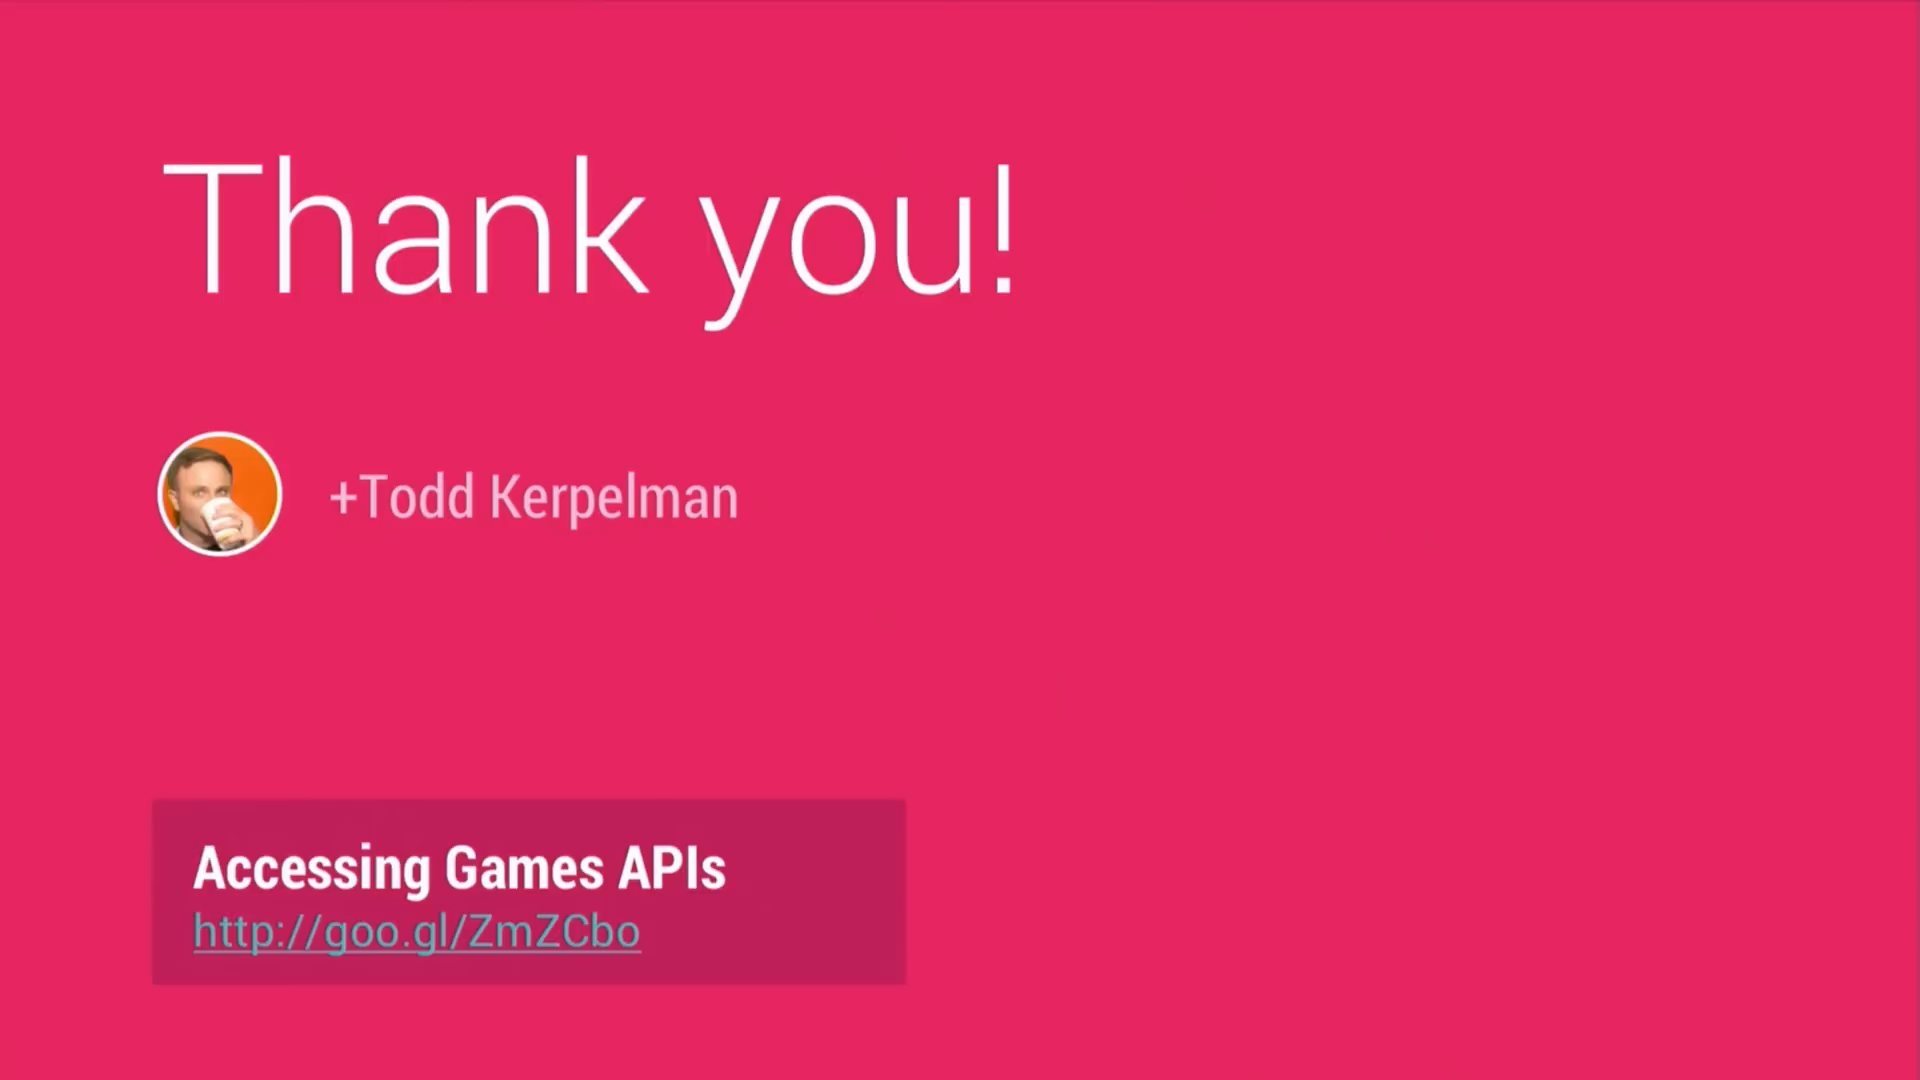 Thank you!
+Todd Kerpelman
Accessing Games APIs
http://goo.gl/ZmZCbo